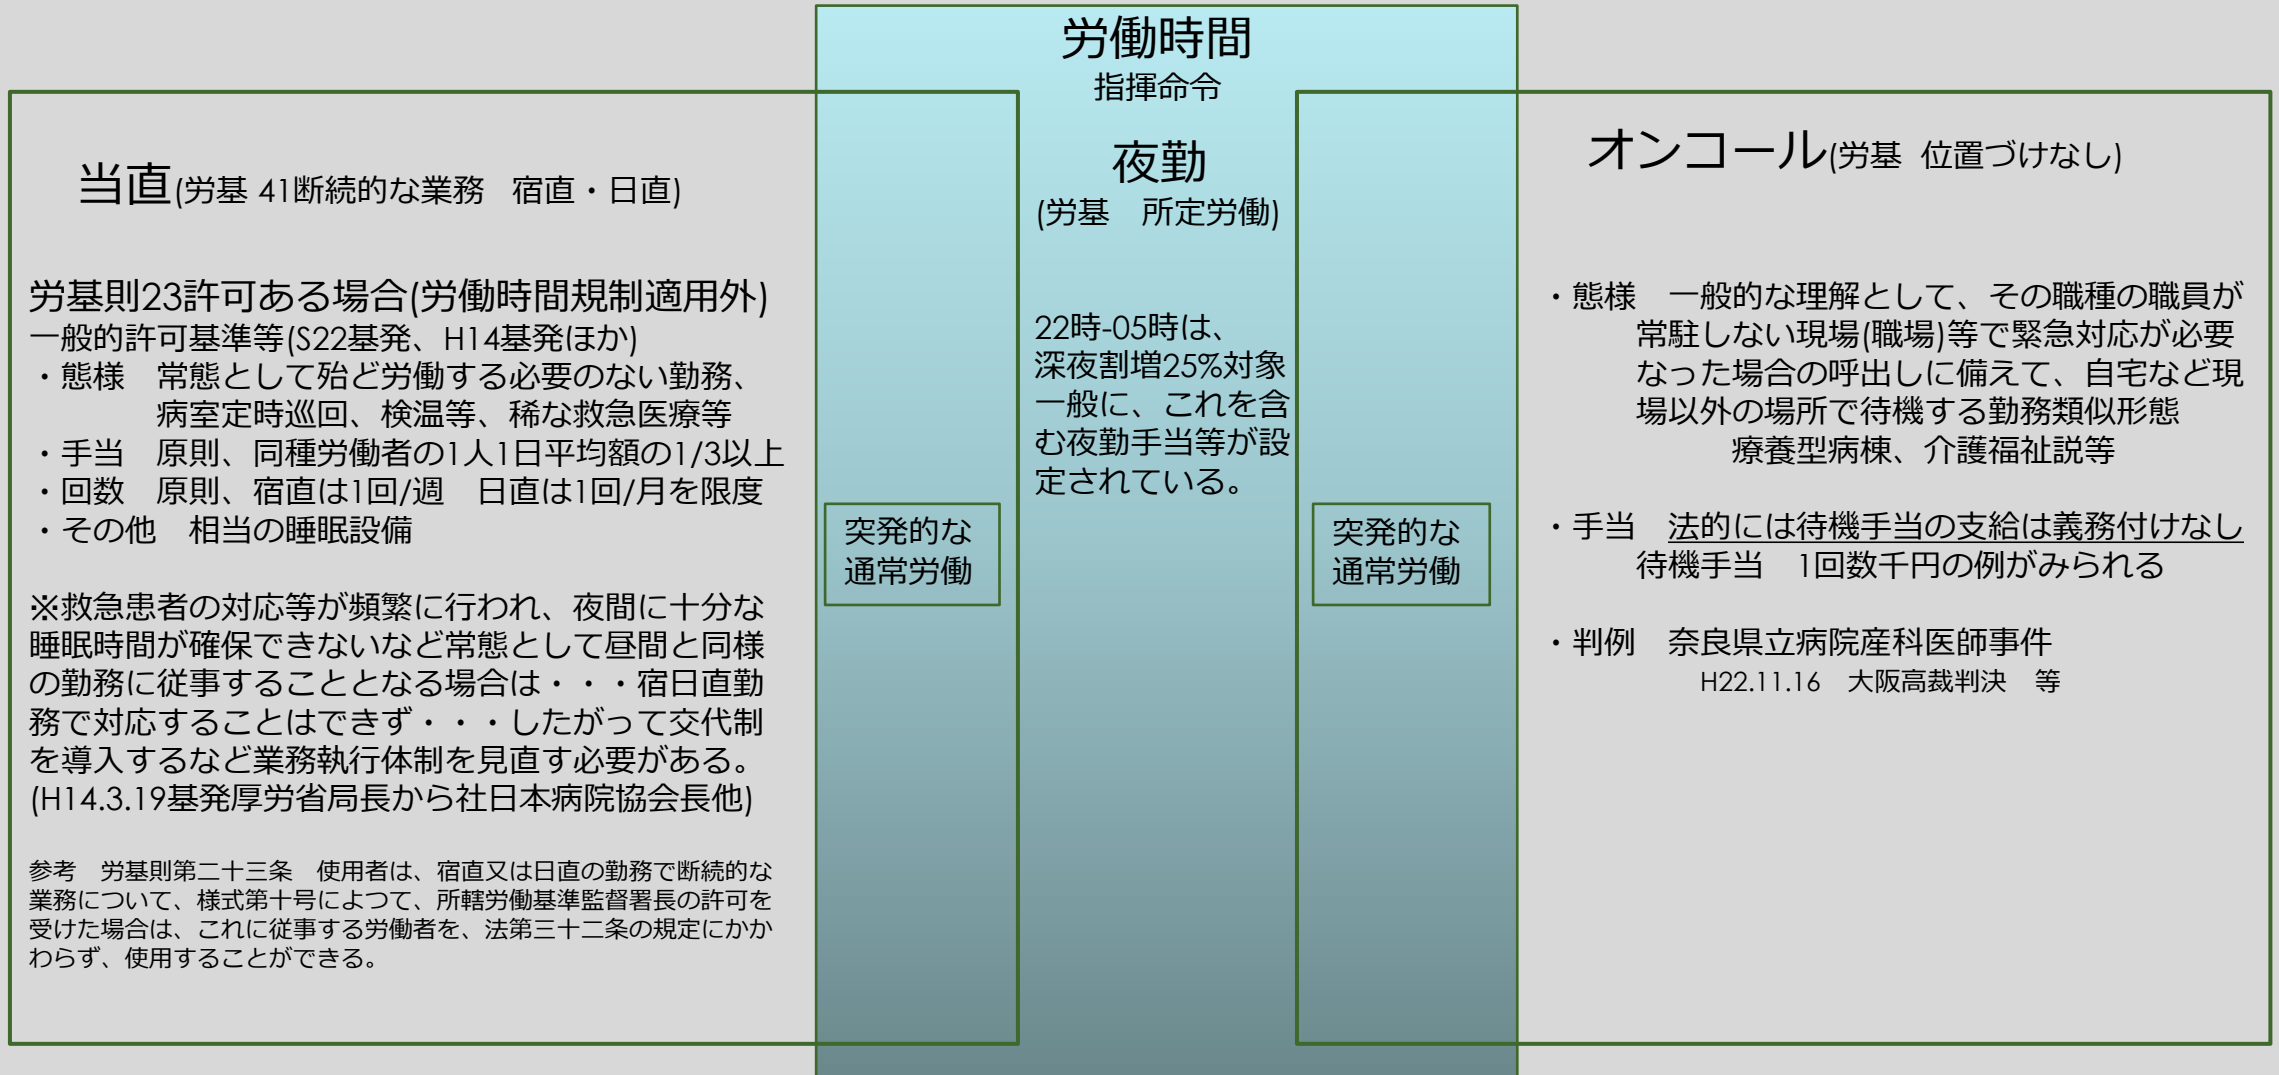 労働時間
指揮命令
当直(労基 41断続的な業務　宿直・日直)
労基則23許可ある場合(労働時間規制適用外)
一般的許可基準等(S22基発、H14基発ほか)
・態様　常態として殆ど労働する必要のない勤務、
病室定時巡回、検温等、稀な救急医療等
・手当　原則、同種労働者の1人1日平均額の1/3以上
・回数　原則、宿直は1回/週　日直は1回/月を限度
・その他　相当の睡眠設備
※救急患者の対応等が頻繁に行われ、夜間に十分な
睡眠時間が確保できないなど常態として昼間と同様
の勤務に従事することとなる場合は・・・宿日直勤
務で対応することはできず・・・したがって交代制
を導入するなど業務執行体制を見直す必要がある。
(H14.3.19基発厚労省局長から社日本病院協会長他)
参考　労基則第二十三条　使用者は、宿直又は日直の勤務で断続的な
業務について、様式第十号によつて、所轄労働基準監督署長の許可を
受けた場合は、これに従事する労働者を、法第三十二条の規定にかか
わらず、使用することができる。
突発的な
通常労働
夜勤
(労基　所定労働)
22時-05時は、
深夜割増25%対象
一般に、これを含
む夜勤手当等が設
定されている。
突発的な
通常労働
オンコール(労基 位置づけなし)
・態様　一般的な理解として、その職種の職員が
常駐しない現場(職場)等で緊急対応が必要
なった場合の呼出しに備えて、自宅など現
場以外の場所で待機する勤務類似形態
療養型病棟、介護福祉説等
・手当　法的には待機手当の支給は義務付けなし
待機手当　1回数千円の例がみられる
・判例　奈良県立病院産科医師事件
H22.11.16　大阪高裁判決　等